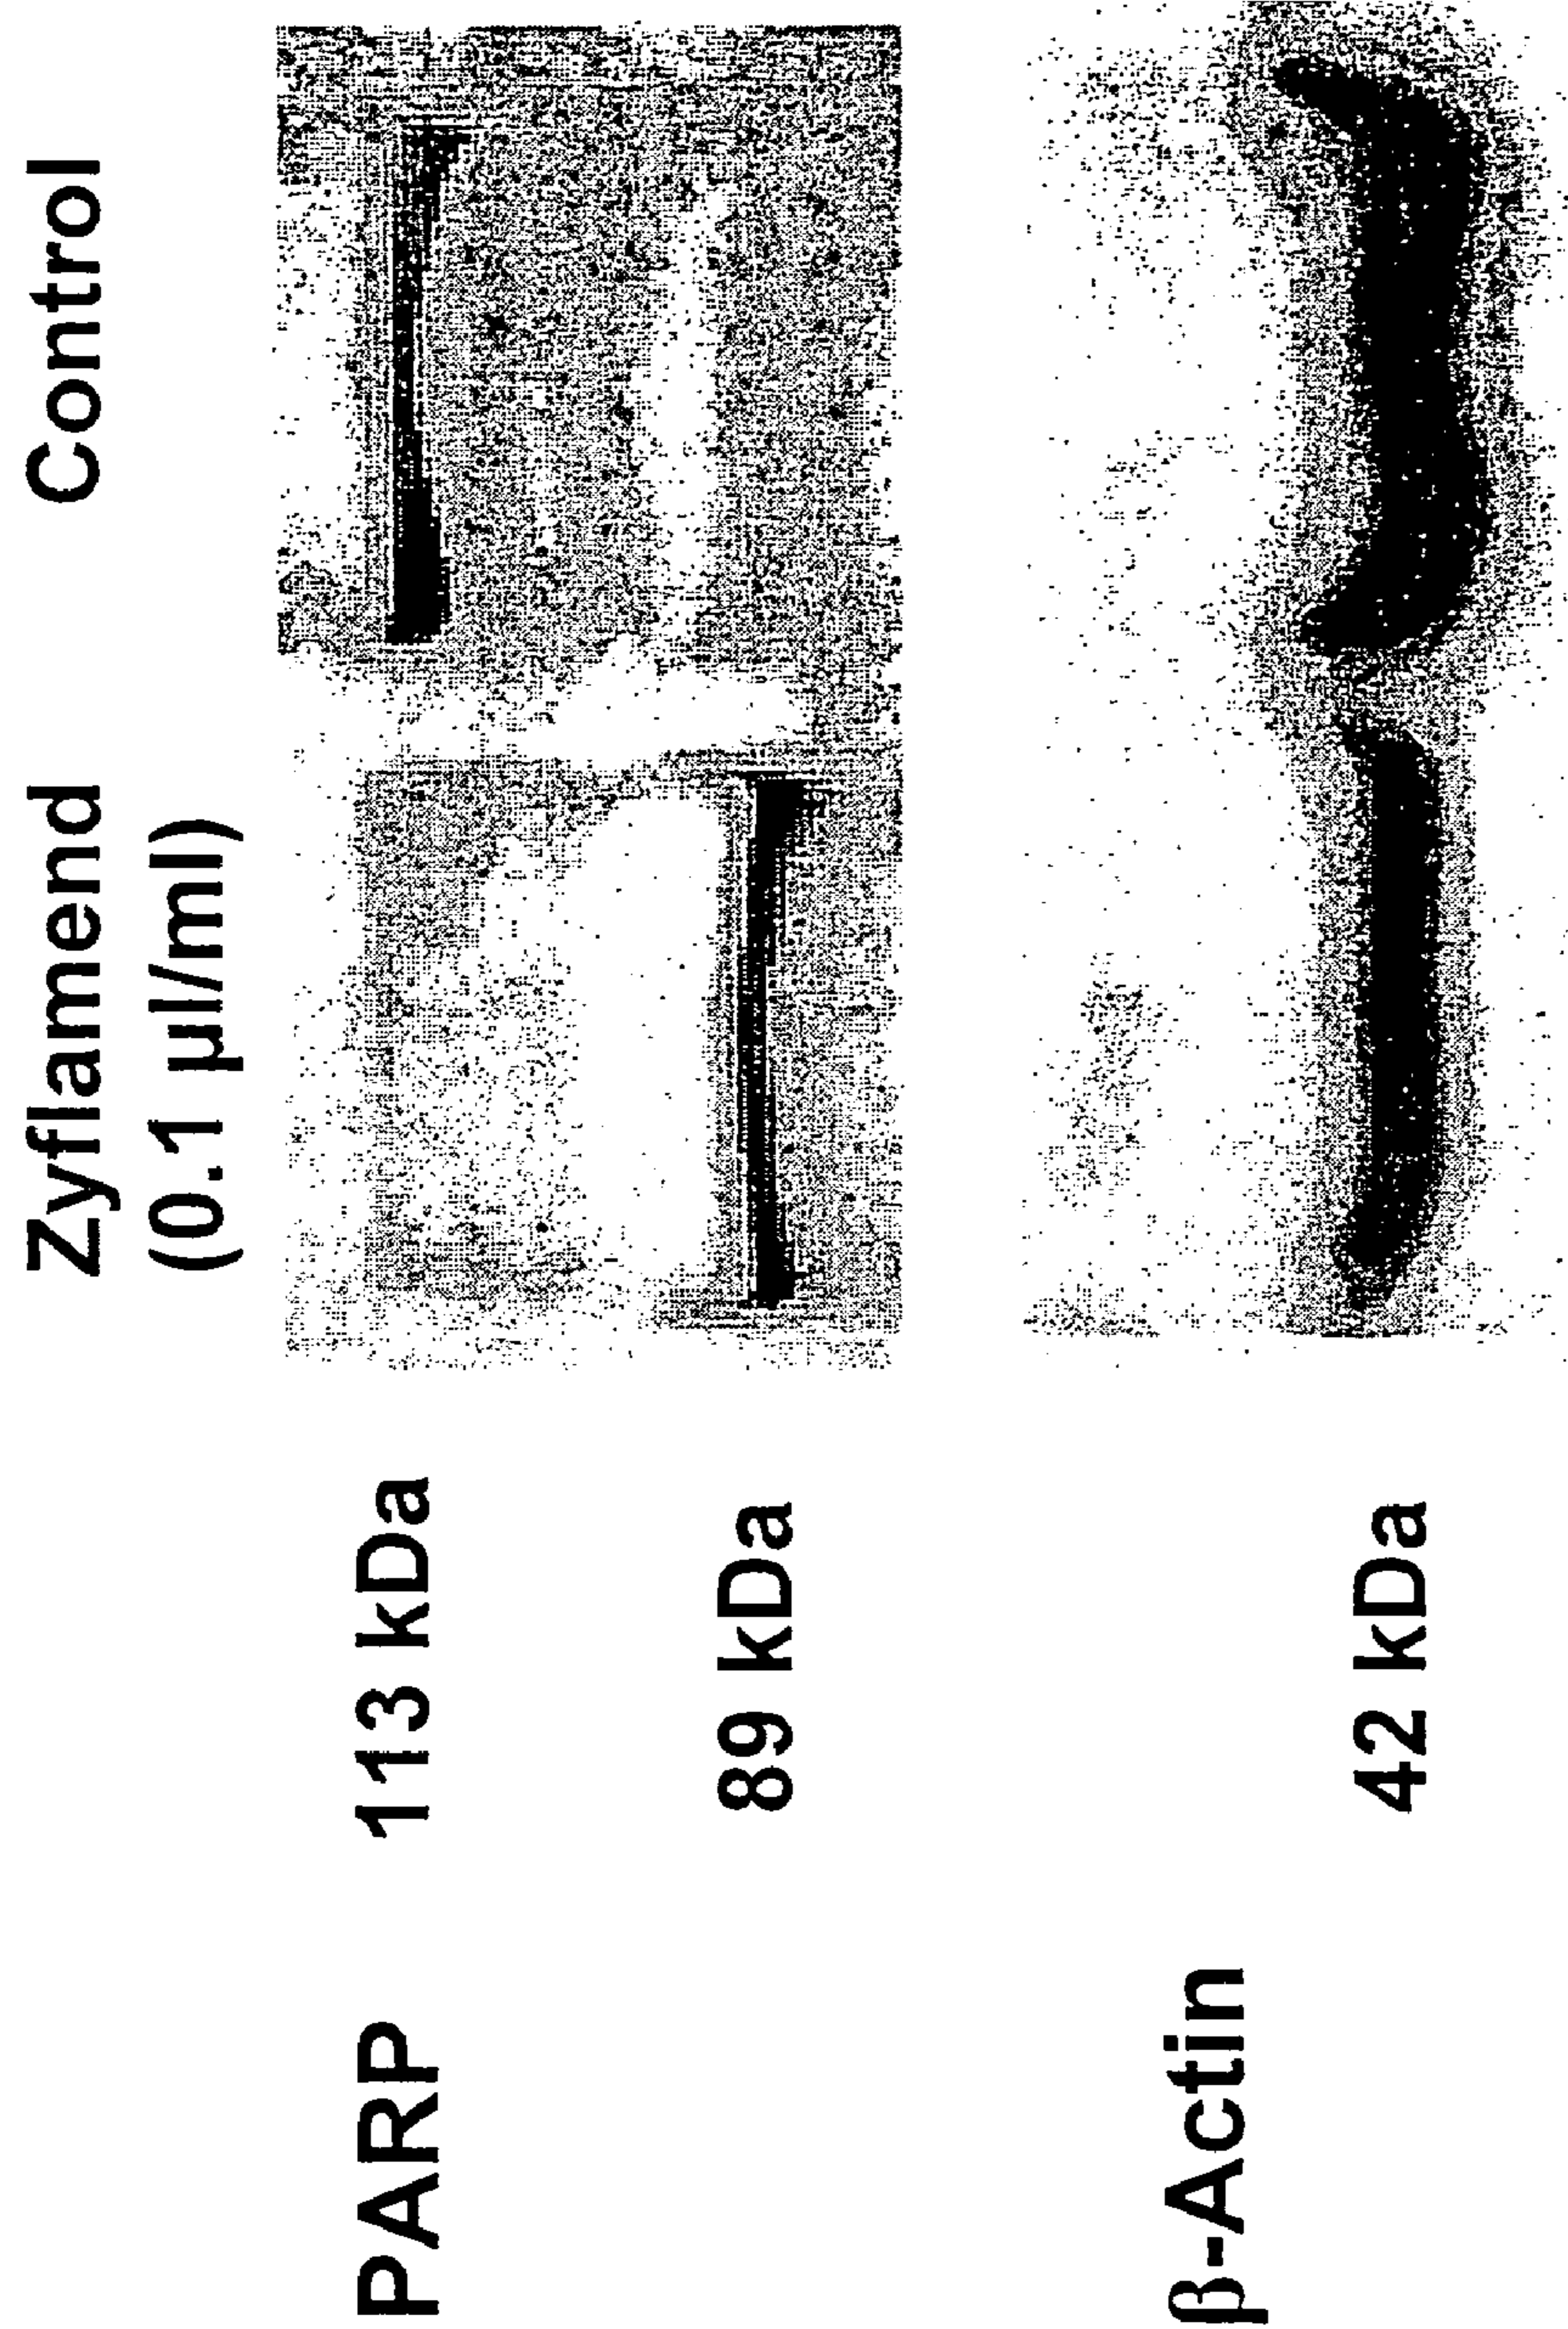 Zyflamend Control
(0.1 µl/ml)
PARP 113 kDa
89 kDa
β-Actin
42 kDa